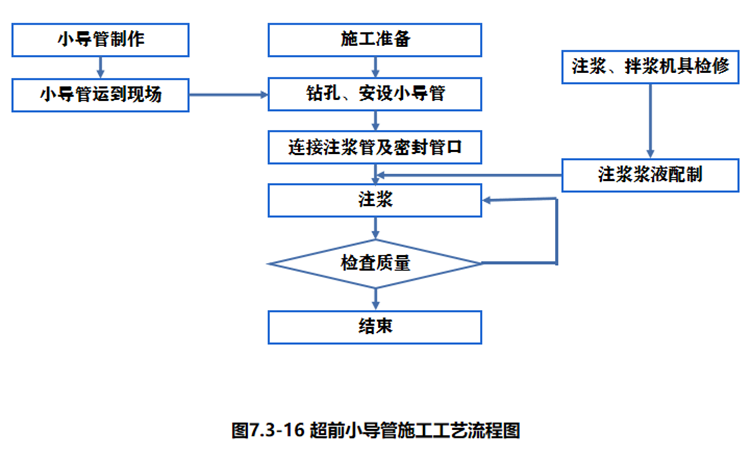 小导管制作
施工准备
注浆、拌浆机具检修
小导管运到现场
钻孔、安设小导管
连接注浆管及密封管口
注浆浆液配制
注浆
检查质量
结束
图7.3-16 超前小导管施工工艺流程图